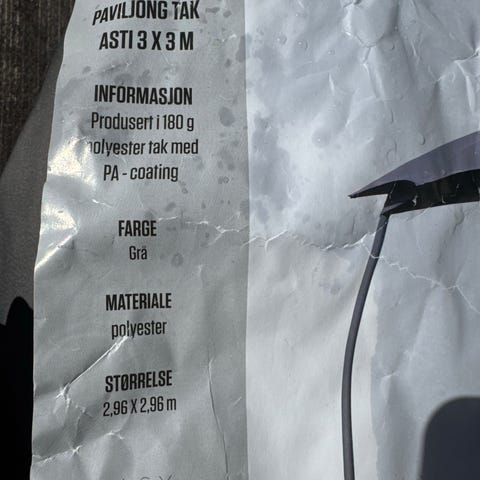 PAVILJONG TAK
ASTI 3 X 3 M
INFORMASJON
Produsert i 180 g
polyester tak med
PA - coating
FARGE
Grå
MATERIALE
polyester
STØRRELSE
2,96 X 2,96 m